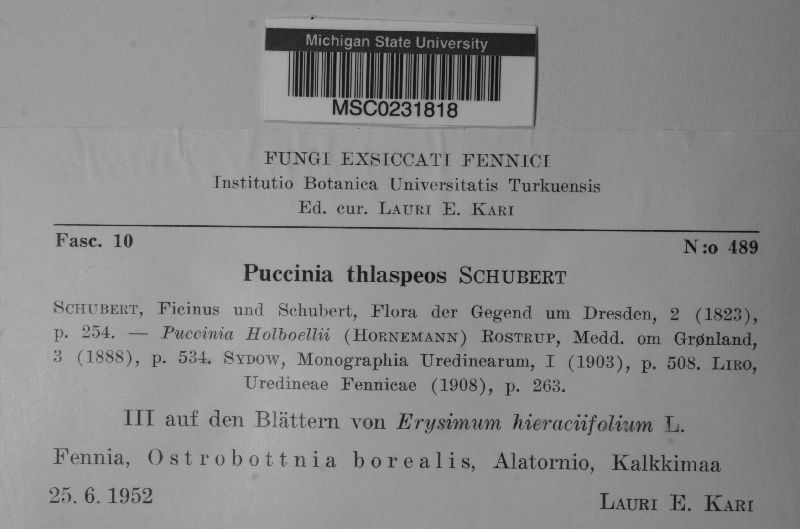 Michigan State University
MSC0231818
FUNGI EXSICCATI FENNICI
Institutio Botanica Universitatis Turkuensis
Ed. cur. LAURI E. KARI
Fasc. 10 N:o 489
Puccinia thlaspeos SCHUBERT
SCHUBERT, Ficinus und Schubert, Flora der Gegend um Dresden, 2 (1823),
p. 254. — Puccinia Holboellii (HORNEMANN) ROSTRUP, Medd. om Grønland,
3 (1888), p. 534. SYDOW, Monographia Uredinearum, I (1903), p. 508. LIRO,
Uredineae Fennicae (1908), p. 263.
III auf den Blättern von Erysimum hieraciifolium L.
Fennia, Ostrobottnia borealis, Alatornio, Kalkkimaa
25. 6. 1952 LAURI E. KARI